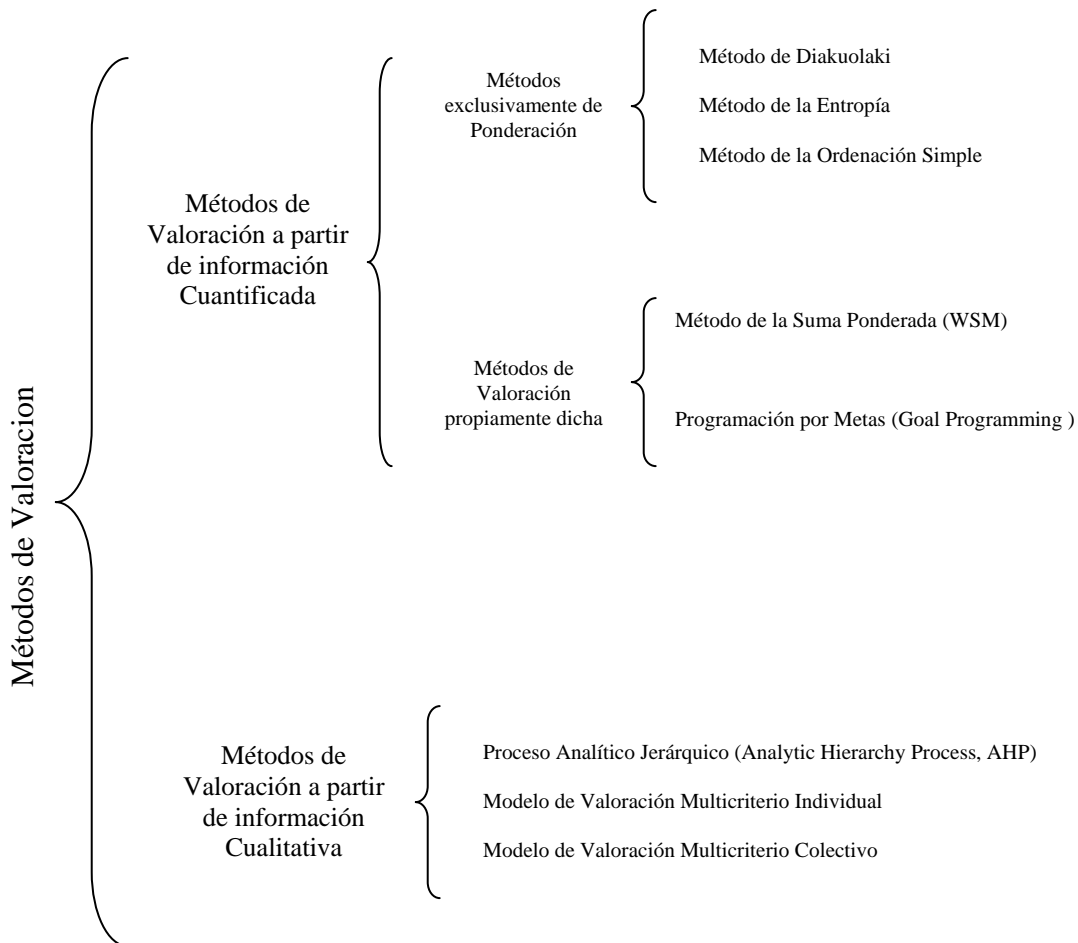 Métodos de Valoracion
Métodos de
Valoración a partir
de información
Cuantificada
Métodos
exclusivamente de
Ponderación
Método de Diakuolaki
Método de la Entropía
Método de la Ordenación Simple
Métodos de
Valoración
propiamente dicha
Método de la Suma Ponderada (WSM)
Programación por Metas (Goal Programming )
Métodos de
Valoración a partir
de información
Cualitativa
Proceso Analítico Jerárquico (Analytic Hierarchy Process, AHP)
Modelo de Valoración Multicriterio Individual
Modelo de Valoración Multicriterio Colectivo